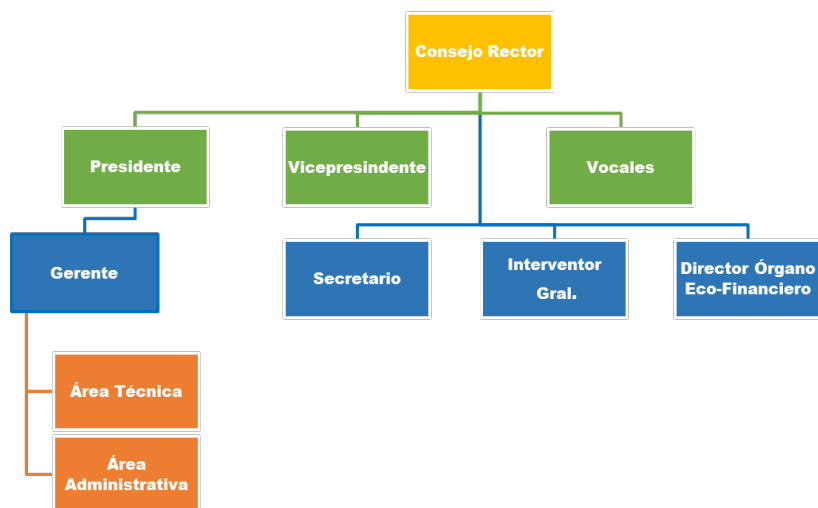 Consejo Rector
Presidente
Vicepresindente
Vocales
Gerente
Secretario
Interventor
Gral.
Director Órgano
Eco-Financiero
Área Técnica
Área
Administrativa